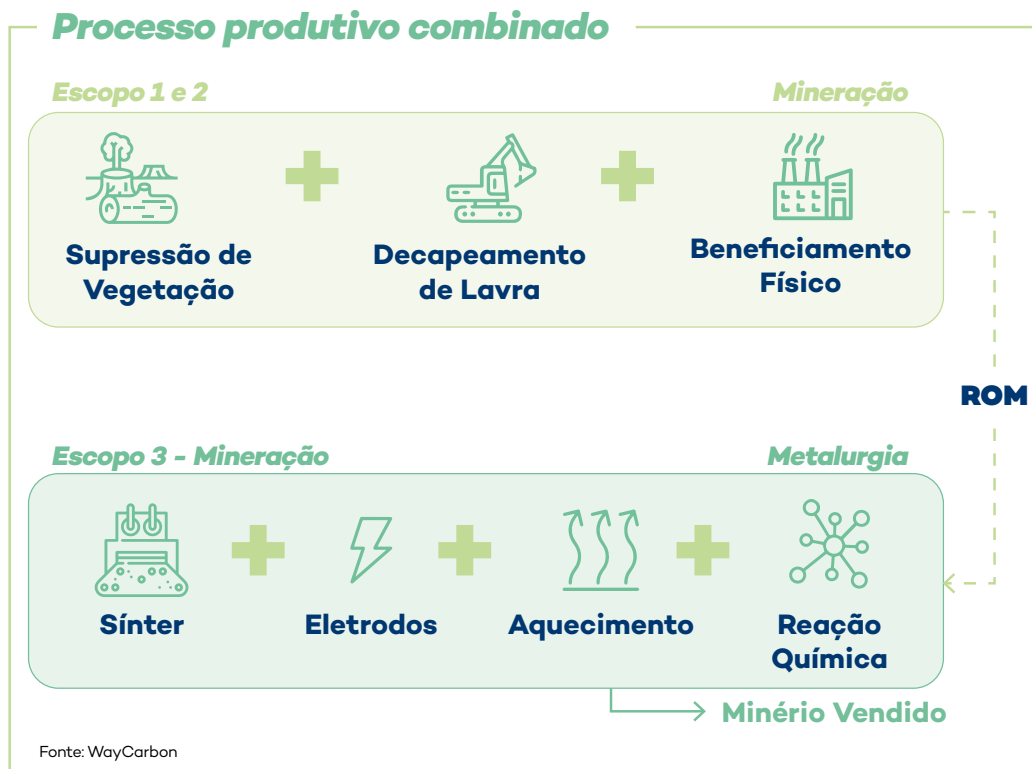 Processo produtivo combinado
Escopo 1 e 2
Mineração
Supressão de
Vegetação
Decapeamento
de Lavra
Beneficiamento
Físico
ROM
Escopo 3 - Mineração
Metalurgia
Sínter
Eletrodos
Aquecimento
Reação
Química
Minério Vendido
Fonte: WayCarbon